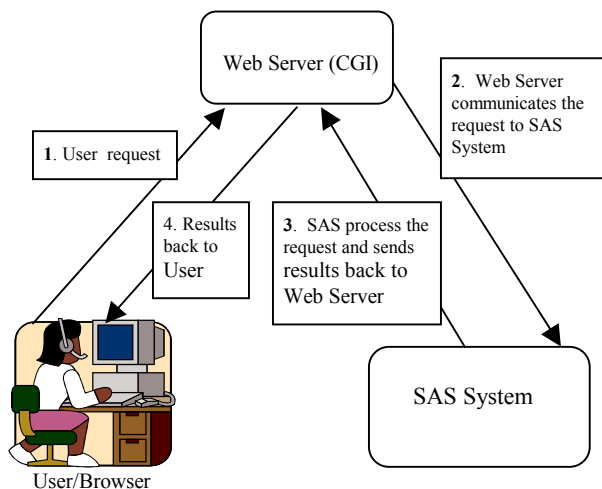 Web Server (CGI)
2. Web Server
communicates the
request to SAS
System
1. User request
4. Results
back to
User
3. SAS process the
request and sends
results back to
Web Server
SAS System
User/Browser